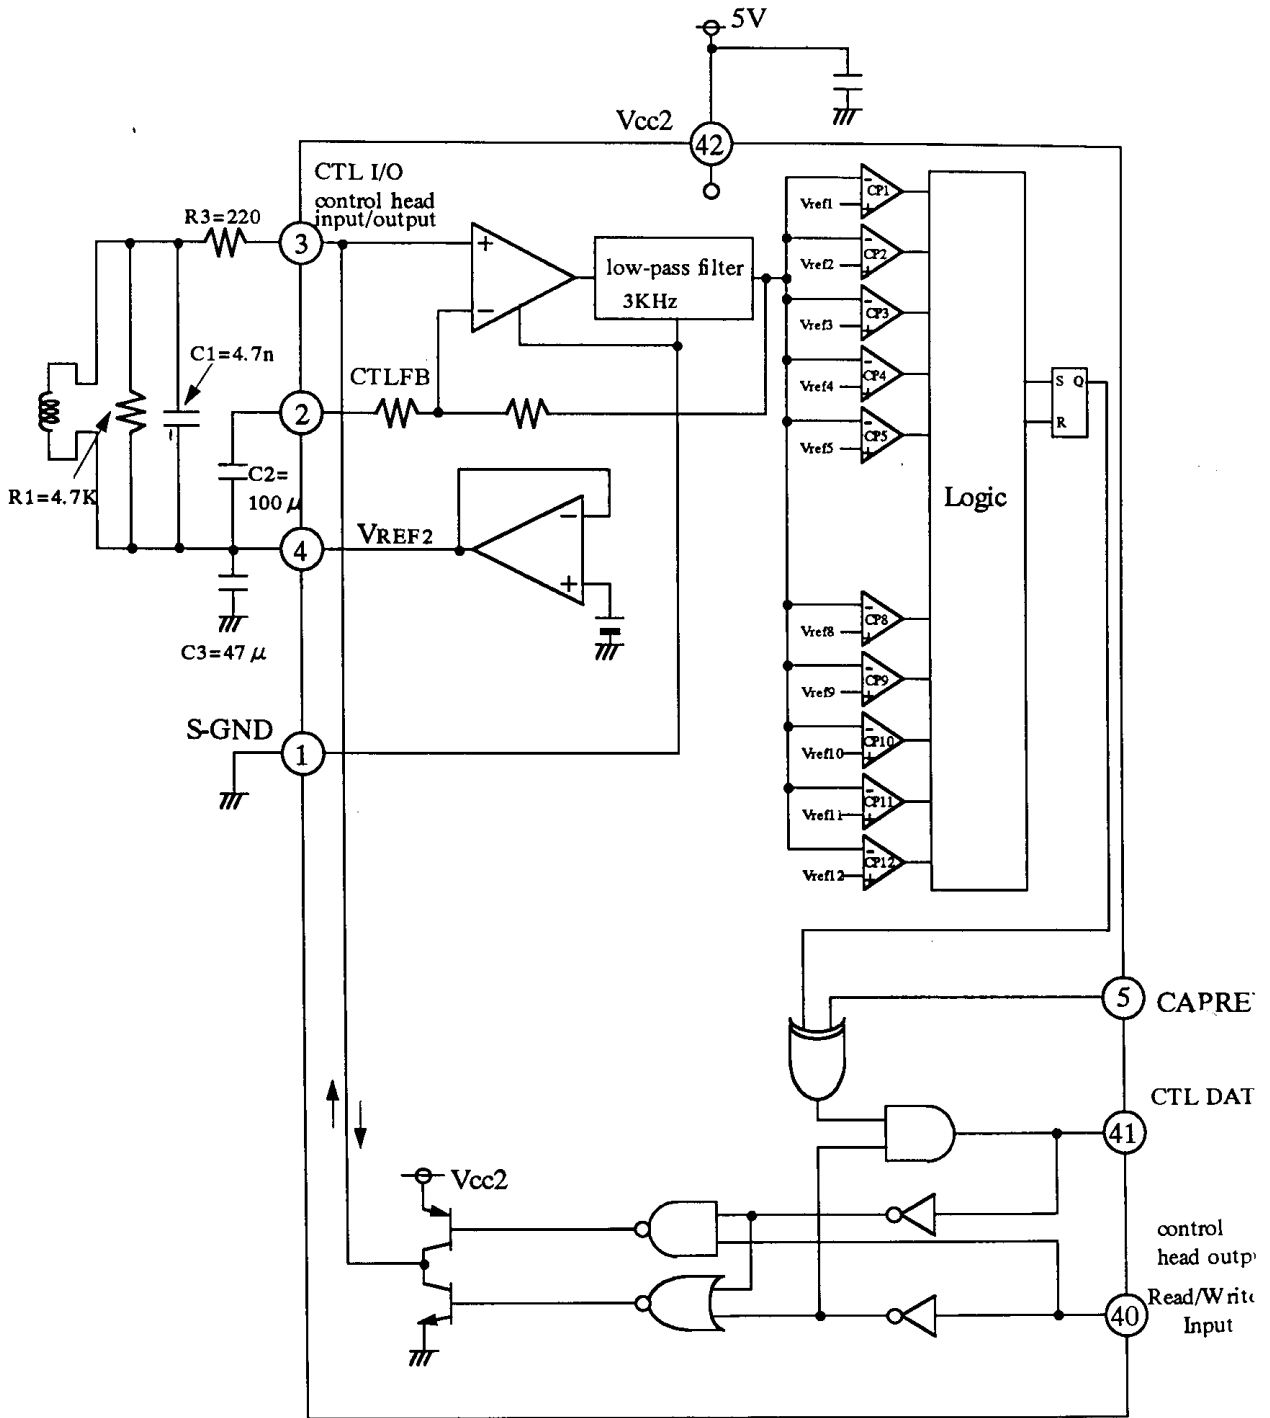 5V
Vcc2
42
CTL I/O
control head
input/output
R3=220
3
+
−
low-pass filter
3KHz
C1=4.7n
CTLFB
2
R1=4.7K
C2=
100μ
4
VREF2
−
+
C3=47μ
S-GND
1
− CP1 +
Vref1
− CP2 +
Vref2
− CP3 +
Vref3
− CP4 +
Vref4
− CP5 +
Vref5
− CP8 +
Vref8
− CP9 +
Vref9
− CP10 +
Vref10
− CP11 +
Vref11
− CP12 +
Vref12
Logic
S Q
R
5
CAPRE
CTL DAT
41
Vcc2
control
head outp
Read/Write
40
Input